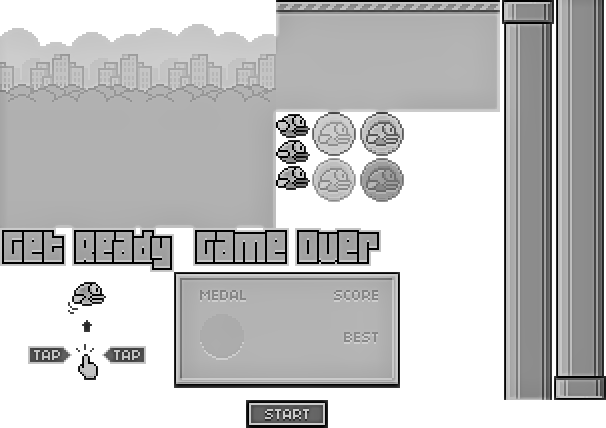 Get Ready
Game Over
MEDAL
SCORE
BEST
TAP
TAP
START